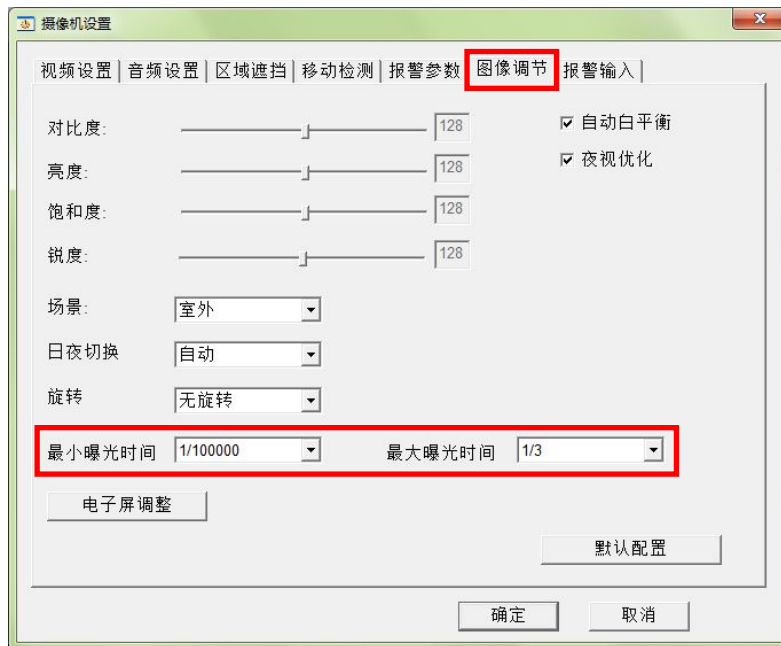 摄像机设置
视频设置 音频设置 区域遮挡 移动检测 报警参数 图像调节 报警输入
对比度: 128 自动白平衡
亮度: 128 夜视优化
饱和度: 128
锐度: 128
场景: 室外
日夜切换 自动
旋转 无旋转
最小曝光时间 1/100000 最大曝光时间 1/3
电子屏调整
默认配置
确定 取消